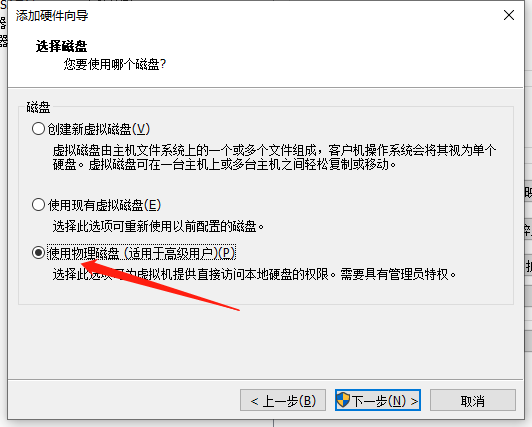 添加硬件向导
选择磁盘
您要使用哪个磁盘?
磁盘
创建新虚拟磁盘(V)
虚拟磁盘由主机文件系统上的一个或多个文件组成，客户机操作系统会将其视为单个
硬盘。虚拟磁盘可在一台主机上或多台主机之间轻松复制或移动。
使用现有虚拟磁盘(E)
选择此选项可重新使用以前配置的磁盘。
使用物理磁盘 (适用于高级用户)(P)
选择此选项可为虚拟机提供直接访问本地硬盘的权限。需要具有管理员特权。
< 上一步(B)
下一步(N) >
取消